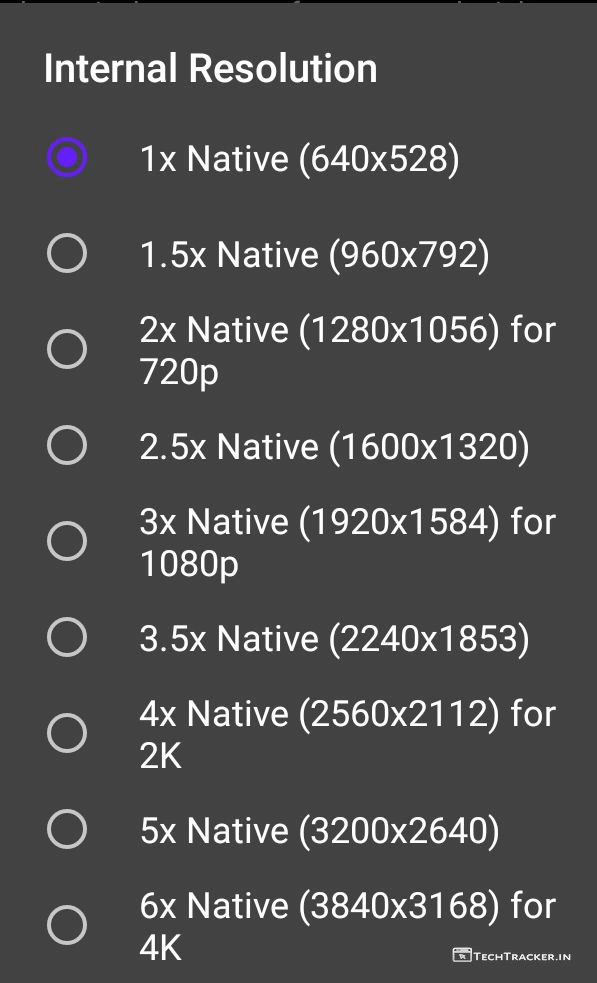 Internal Resolution
1x Native (640x528)
1.5x Native (960x792)
2x Native (1280x1056) for
720p
2.5x Native (1600x1320)
3x Native (1920x1584) for
1080p
3.5x Native (2240x1853)
4x Native (2560x2112) for
2K
5x Native (3200x2640)
6x Native (3840x3168) for
4K
TECHTRACKER.IN